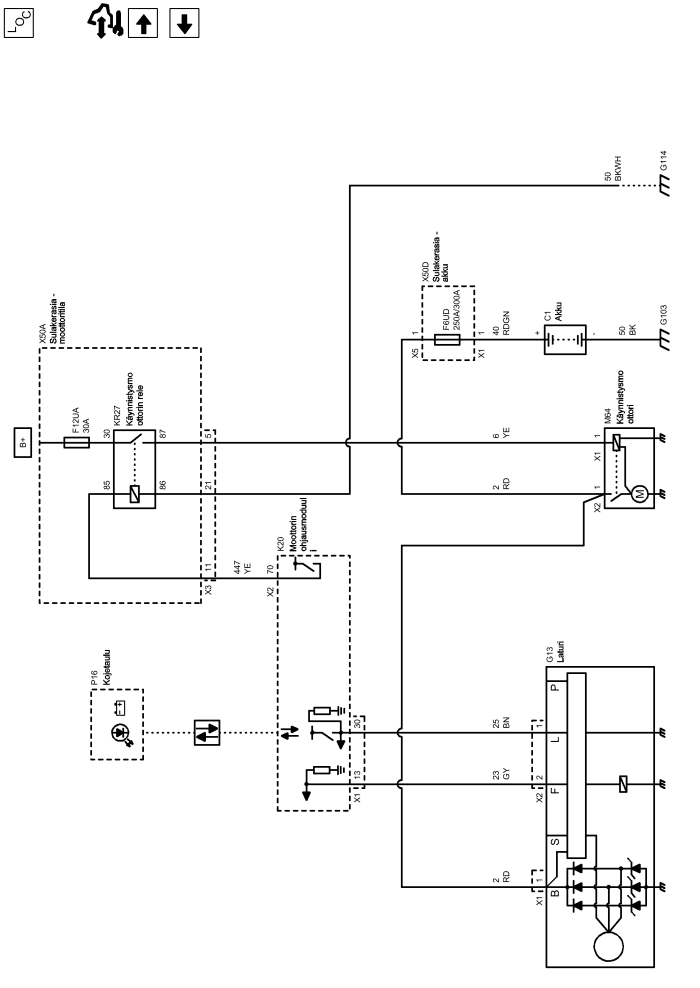 LOC
B+
X50A
Sulakerasia -
moottoritila
F12UA
30A
KR27
Käynnistysmo
ottorin rele
30
87
85
86
5
21
11
X3
447
YE
70
X2
K20
Moottorin
ohjausmoduul
i
P16
Kojetaulu
- +
30
13
X1
25
BN
23
GY
1
2
X2
2
RD
1
X1
G13
Laturi
P
L
F
S
B
50
BKWH
G114
X50D
Sulakerasia -
akku
1
X5
F6UD
250A/300A
1
X1
40
RDGN
C1
Akku
+
-
50
BK
G103
6
YE
2
RD
M64
Käynnistysmo
ottori
1
X1
1
X2
M